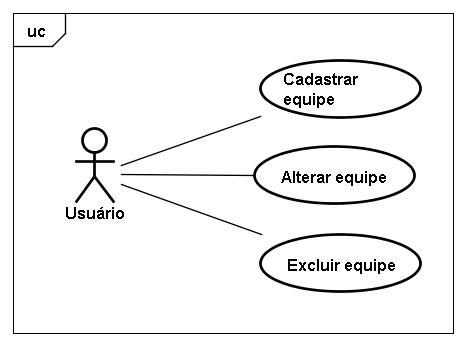 uc
Cadastrar
equipe
Alterar equipe
Usuário
Excluir equipe